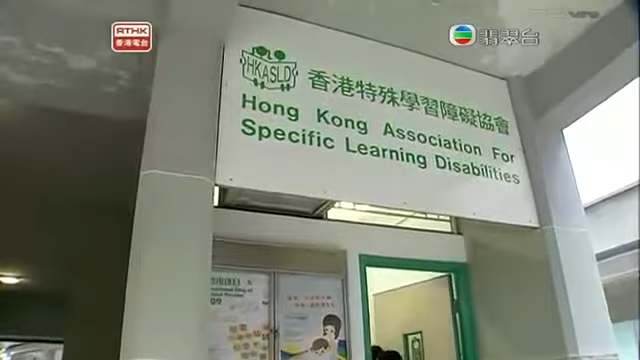 RTHK
香港電台
翡翠台
HKASLD
香港特殊學習障礙協會
Hong Kong Association For
Specific Learning Disabilities